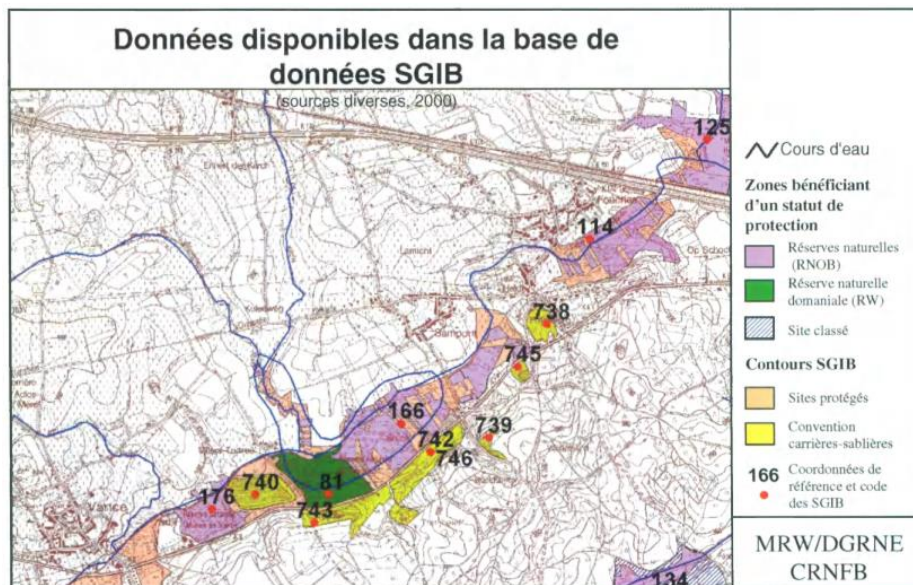 Données disponibles dans la base de
données SGIB
(sources diverses, 2000)
125
114
738
745
166
739
742
746
740
81
176
743
134
Sampont
Lamicht
Vance
Cours d'eau
Zones bénéficiant
d'un statut de
protection
Réserves naturelles
(RNOB)
Réserve naturelle
domaniale (RW)
Site classé
Contours SGIB
Sites protégés
Convention
carrières-sablières
166
Coordonnées de
référence et code
des SGIB
MRW/DGRNE
CRNFB